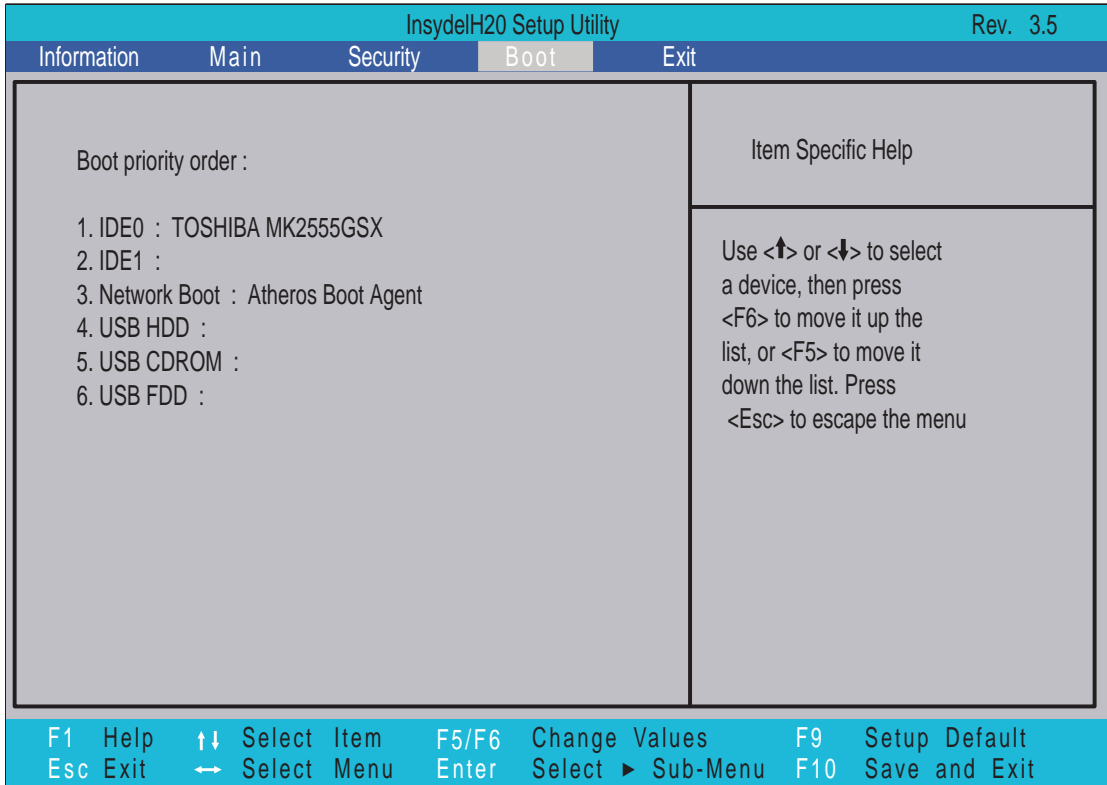 InsydelH20 Setup Utility Rev. 3.5
Information Main Security Boot Exit
Boot priority order :
1. IDE0 : TOSHIBA MK2555GSX
2. IDE1 :
3. Network Boot : Atheros Boot Agent
4. USB HDD :
5. USB CDROM :
6. USB FDD :
Item Specific Help
Use <↑> or <↓> to select
a device, then press
<F6> to move it up the
list, or <F5> to move it
down the list. Press
<Esc> to escape the menu
F1 Help ↑↓ Select Item F5/F6 Change Values F9 Setup Default
Esc Exit ↔ Select Menu Enter Select ► Sub-Menu F10 Save and Exit